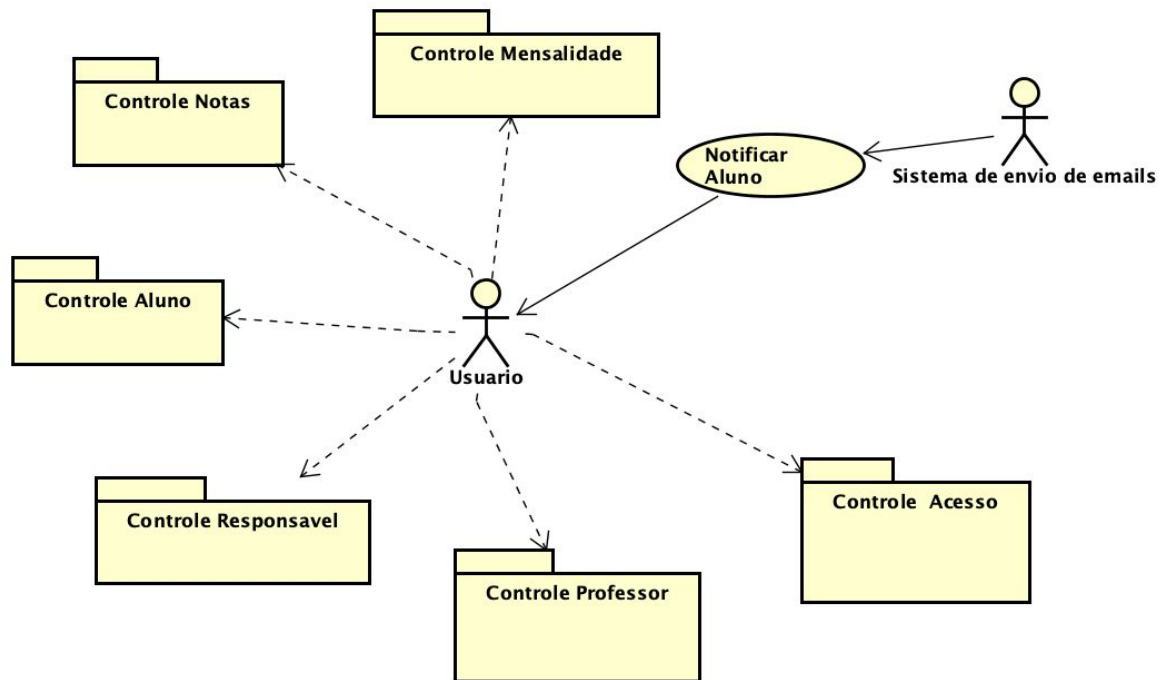 Controle Mensalidade
Controle Notas
Notificar
Aluno
Sistema de envio de emails
Controle Aluno
Usuario
Controle Responsavel
Controle  Acesso
Controle Professor